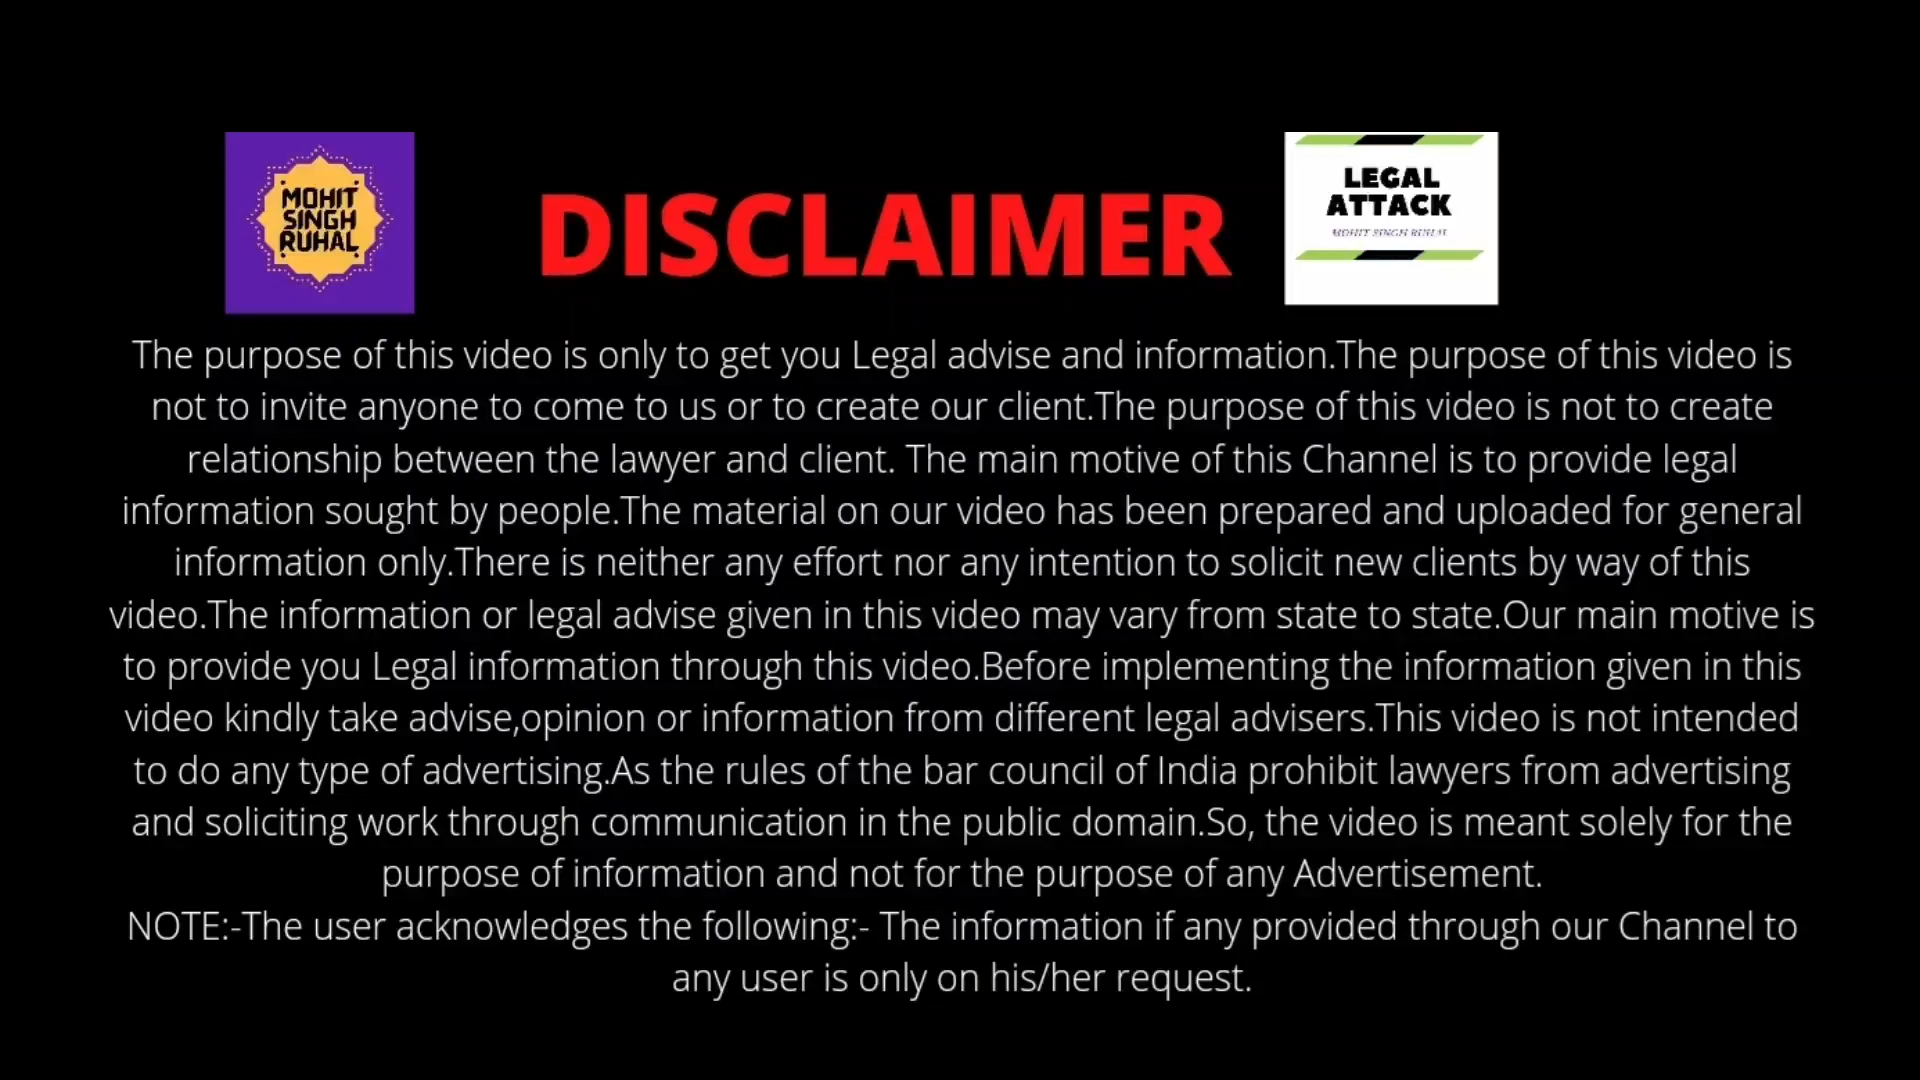 MOHIT
SINGH
RUHAL
DISCLAIMER
LEGAL
ATTACK
MOHIT SINGH RUHAL
The purpose of this video is only to get you Legal advise and information.The purpose of this video is
not to invite anyone to come to us or to create our client.The purpose of this video is not to create
relationship between the lawyer and client. The main motive of this Channel is to provide legal
information sought by people.The material on our video has been prepared and uploaded for general
information only.There is neither any effort nor any intention to solicit new clients by way of this
video.The information or legal advise given in this video may vary from state to state.Our main motive is
to provide you Legal information through this video.Before implementing the information given in this
video kindly take advise,opinion or information from different legal advisers.This video is not intended
to do any type of advertising.As the rules of the bar council of India prohibit lawyers from advertising
and soliciting work through communication in the public domain.So, the video is meant solely for the
purpose of information and not for the purpose of any Advertisement.
NOTE:-The user acknowledges the following:- The information if any provided through our Channel to
any user is only on his/her request.